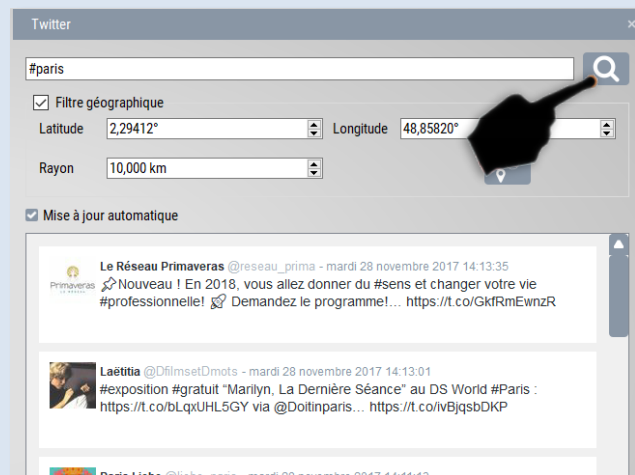 Twitter
#paris
Filtre géographique
Latitude 2,29412° Longitude 48,85820°
Rayon 10,000 km
Mise à jour automatique
Le Réseau Primaveras @reseau_prima - mardi 28 novembre 2017 14:13:35
Primaveras Nouveau ! En 2018, vous allez donner du #sens et changer votre vie
#professionnelle! Demandez le programme!… https://t.co/GkfRmEwnzR
Laëtitia @DfilmsetDmots - mardi 28 novembre 2017 14:13:01
#exposition #gratuit “Marilyn, La Dernière Séance” au DS World #Paris :
https://t.co/bLqxUHL5GY via @Doitinparis… https://t.co/ivBjqsbDKP